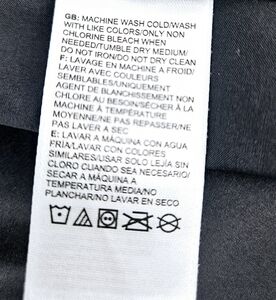 GB: MACHINE WASH COLD/WASH
WITH LIKE COLORS/ONLY NON
CHLORINE BLEACH WHEN
NEEDED/TUMBLE DRY MEDIUM/
DO NOT IRON/DO NOT DRY CLEAN
F: LAVAGE EN MACHINE A FROID/
LAVER AVEC COULEURS
SEMBLABLES/UNIQUEMENT
AGENT DE BLANCHISSEMENT NON
CHLORE AU BESOIN/SÉCHER À LA
MACHINE À TEMPÉRATURE
MOYENNE/NE PAS REPASSER/NE
PAS LAVER A SEC
E: LAVAR A MÁQUINA CON AGUA
FRÍA/LAVAR CON COLORES
SIMILARES/USAR SOLO LEJÍA SIN
CLORO CUANDO SEA NECESARIO/
SECAR A MÁQUINA A
TEMPERATURA MEDIA/NO
PLANCHAR/NO LAVAR EN SECO